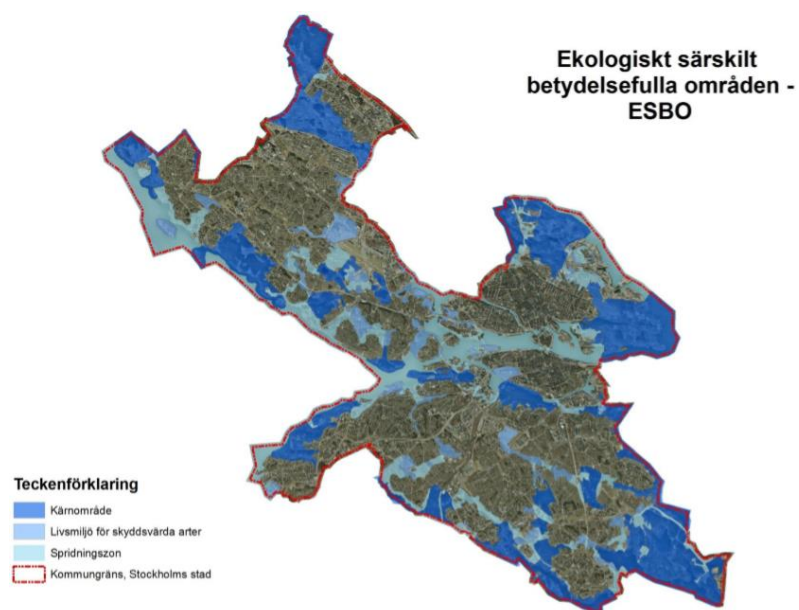 Ekologiskt särskilt
betydelsefulla områden -
ESBO
Teckenförklaring
Kärnområde
Livsmiljö för skyddsvärda arter
Spridningszon
Kommungräns, Stockholms stad